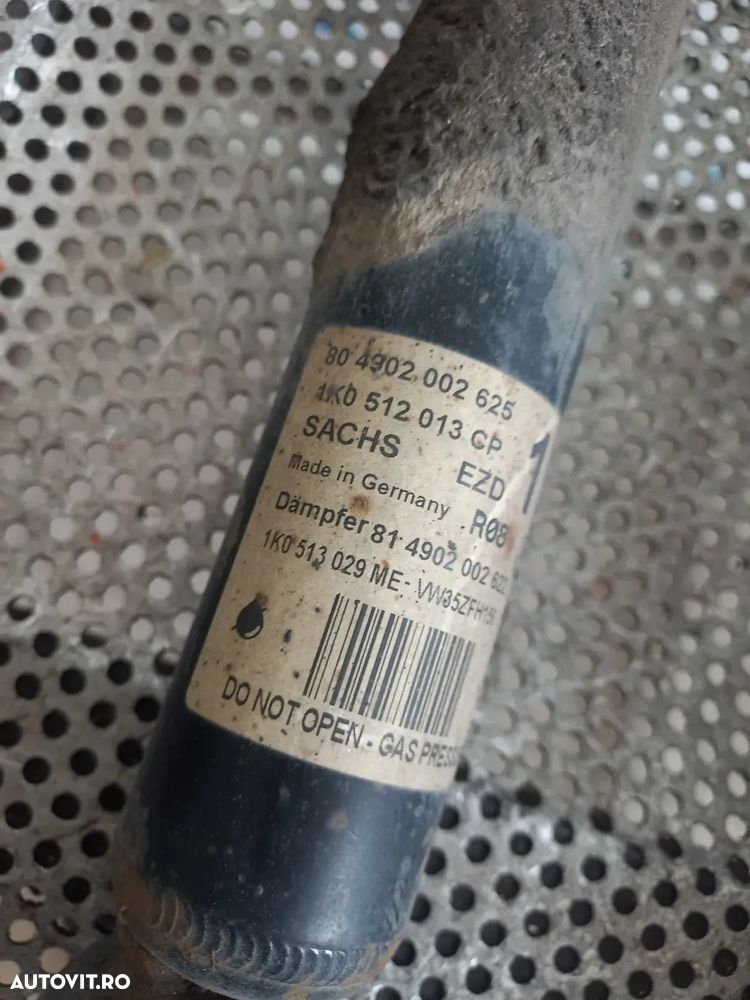 80 4902 002 625
1K0 512 013 CP
SACHS EZD 1
Made in Germany R08
Dämpfer 81 4902 002
1K0 513 029 ME-
DO NOT OPEN - GAS
AUTOVIT.RO